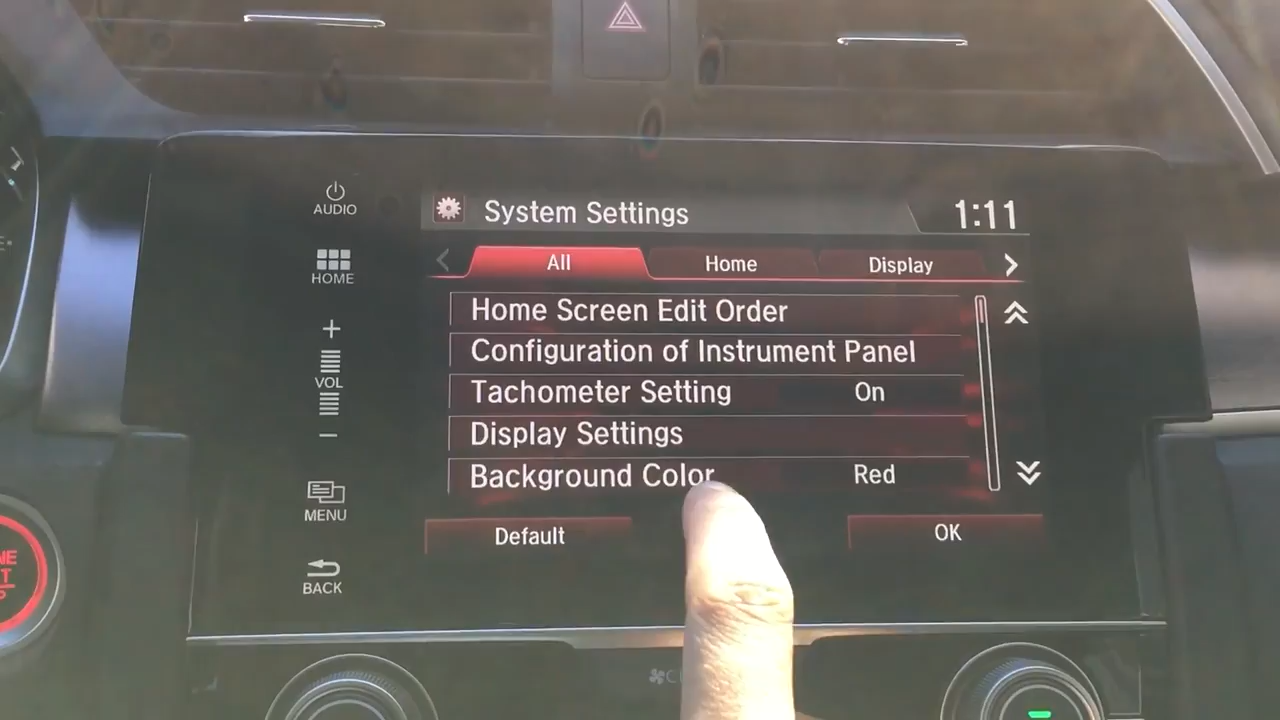 AUDIO
System Settings 1:11
All Home Display
HOME
Home Screen Edit Order
Configuration of Instrument Panel
VOL
Tachometer Setting On
Display Settings
Background Color Red
MENU
Default OK
BACK